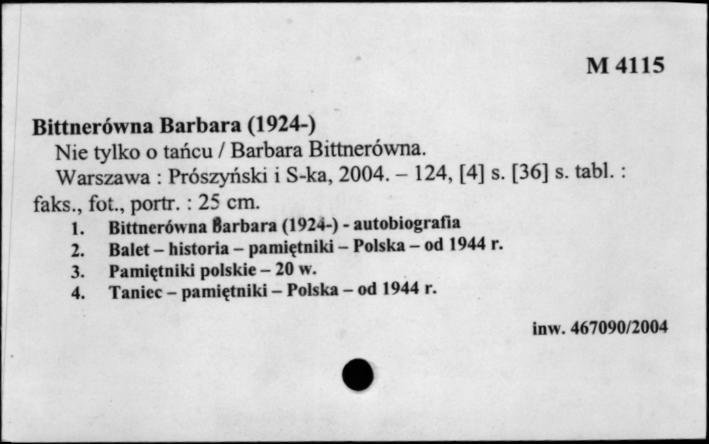 M 4115
Bittnerówna Barbara (1924-)
Nie tylko o tańcu / Barbara Bittnerówna.
Warszawa : Prószyński i S-ka, 2004. – 124, [4] s. [36] s. tabl. :
faks., fot., portr. : 25 cm.
1. Bittnerówna Barbara (1924-) - autobiografia
2. Balet – historia – pamiętniki – Polska – od 1944 r.
3. Pamiętniki polskie – 20 w.
4. Taniec – pamiętniki – Polska – od 1944 r.
inw. 467090/2004